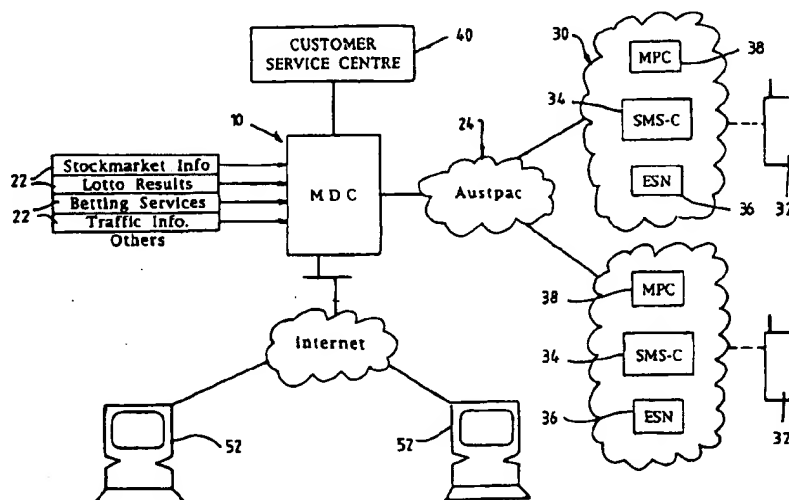 CUSTOMER
SERVICE CENTRE
40
10
MDC
22
Stockmarket Info
Lotto Results
22
Betting Services
Traffic Info.
Others
24
Austpac
30
MPC
38
34
SMS-C
ESN
36
32
38
MPC
34
SMS-C
36
ESN
32
Internet
52
52